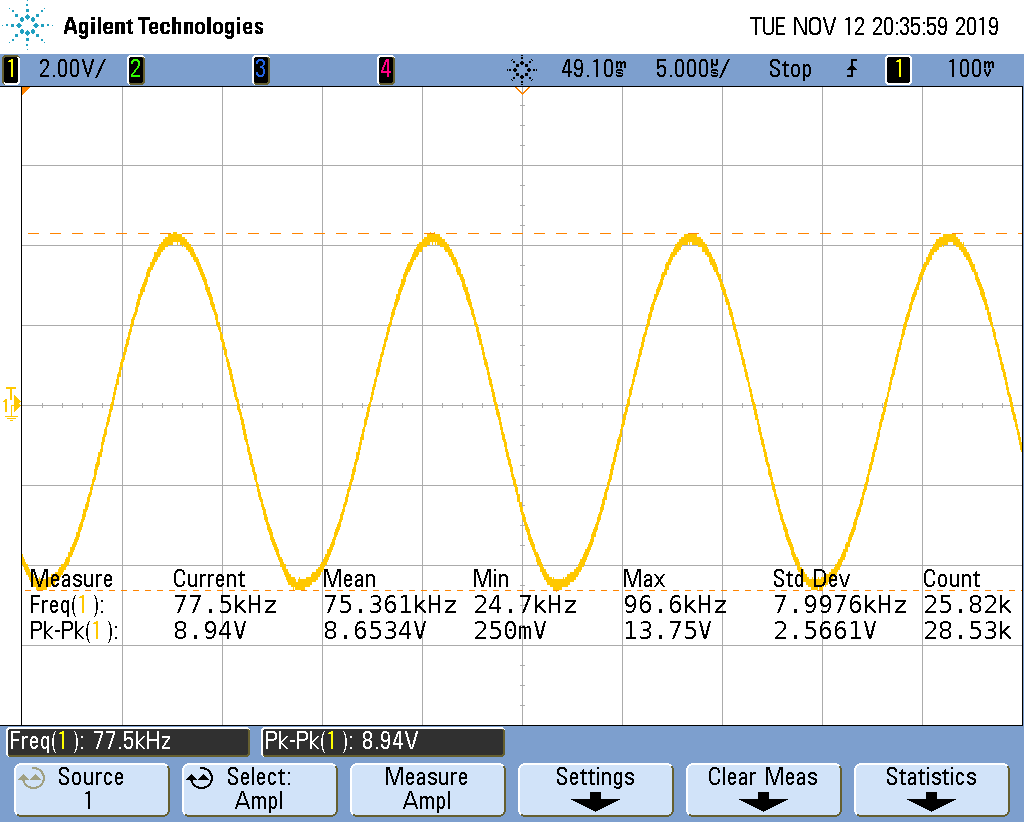 Agilent Technologies TUE NOV 12 20:35:59 2019
1 2.00V/ 2 3 4 49.10ms 5.000us/ Stop 1 100mV
T
1
Measure Current Mean Min Max Std Dev Count
Freq(1): 77.5kHz 75.361kHz 24.7kHz 96.6kHz 7.9976kHz 25.82k
Pk-Pk(1): 8.94V 8.6534V 250mV 13.75V 2.5661V 28.53k
Freq(1): 77.5kHz Pk-Pk(1): 8.94V
Source Select: Measure Settings Clear Meas Statistics
1 Ampl Ampl